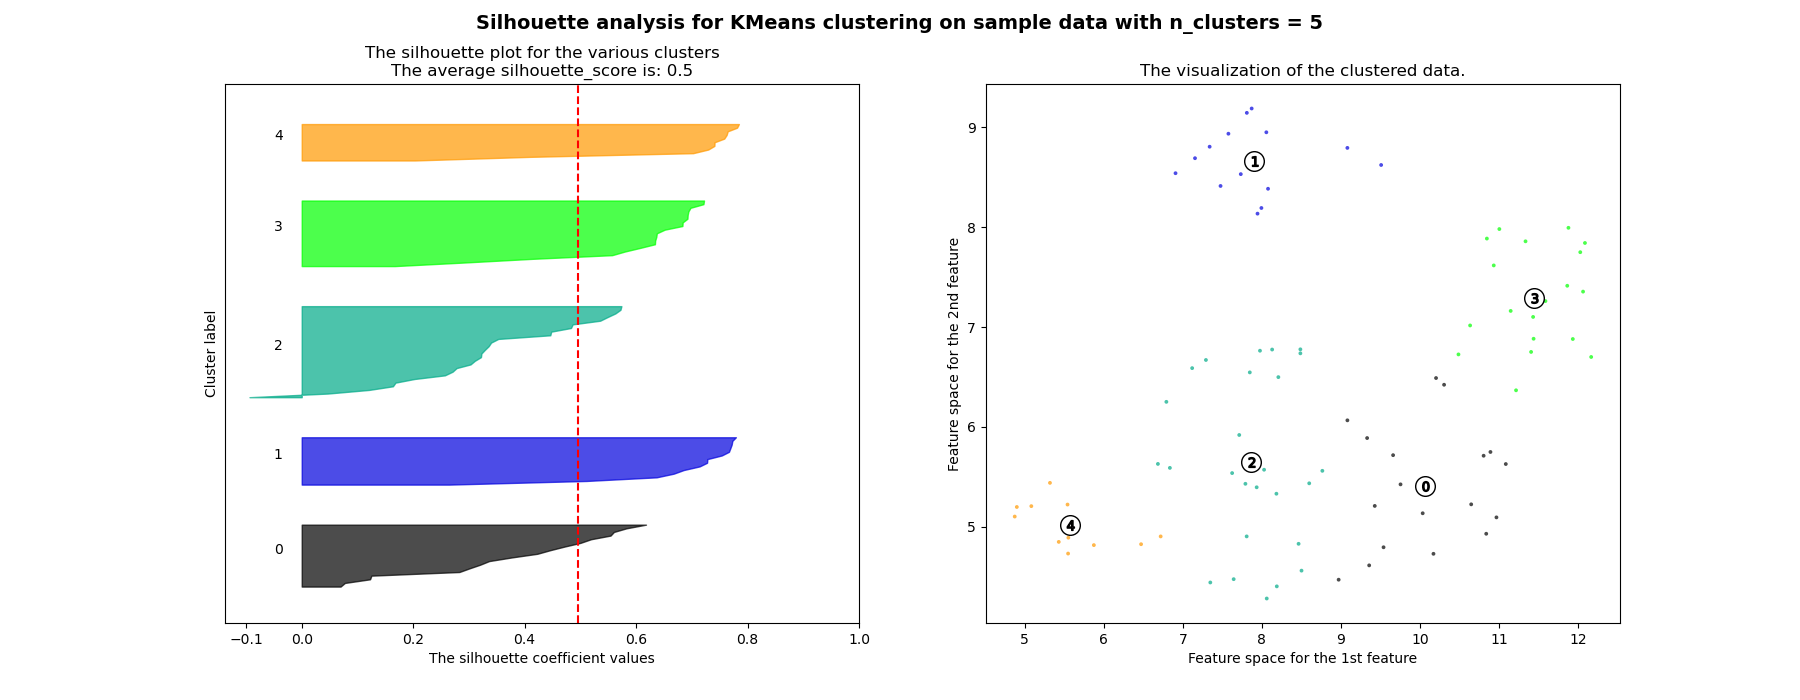 Silhouette analysis for KMeans clustering on sample data with n_clusters = 5
The silhouette plot for the various clusters
The average silhouette_score is: 0.5
4
3
2
1
0
Cluster label
−0.1 0.0 0.2 0.4 0.6 0.8 1.0
The silhouette coefficient values
The visualization of the clustered data.
9
8
7
6
5
Feature space for the 2nd feature
1
3
2
0
4
5 6 7 8 9 10 11 12
Feature space for the 1st feature